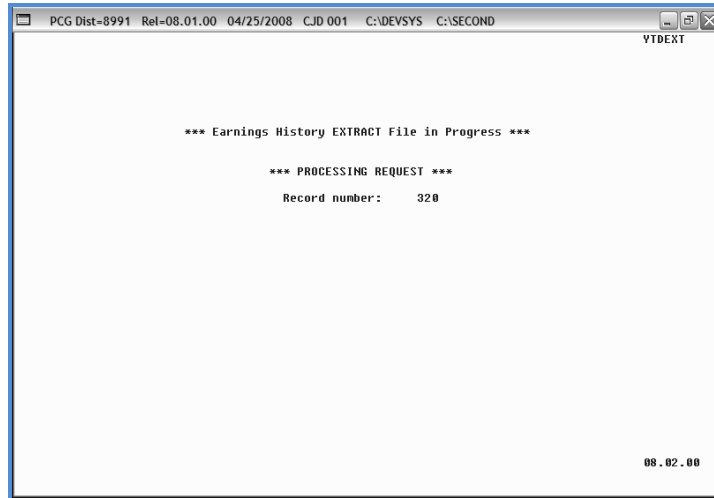 PCG Dist=8991 Rel=08.01.00 04/25/2008 CJD 001 C:\DEVSYS C:\SECOND
YTDEXT
*** Earnings History EXTRACT File in Progress ***
*** PROCESSING REQUEST ***
Record number: 320
08.02.00